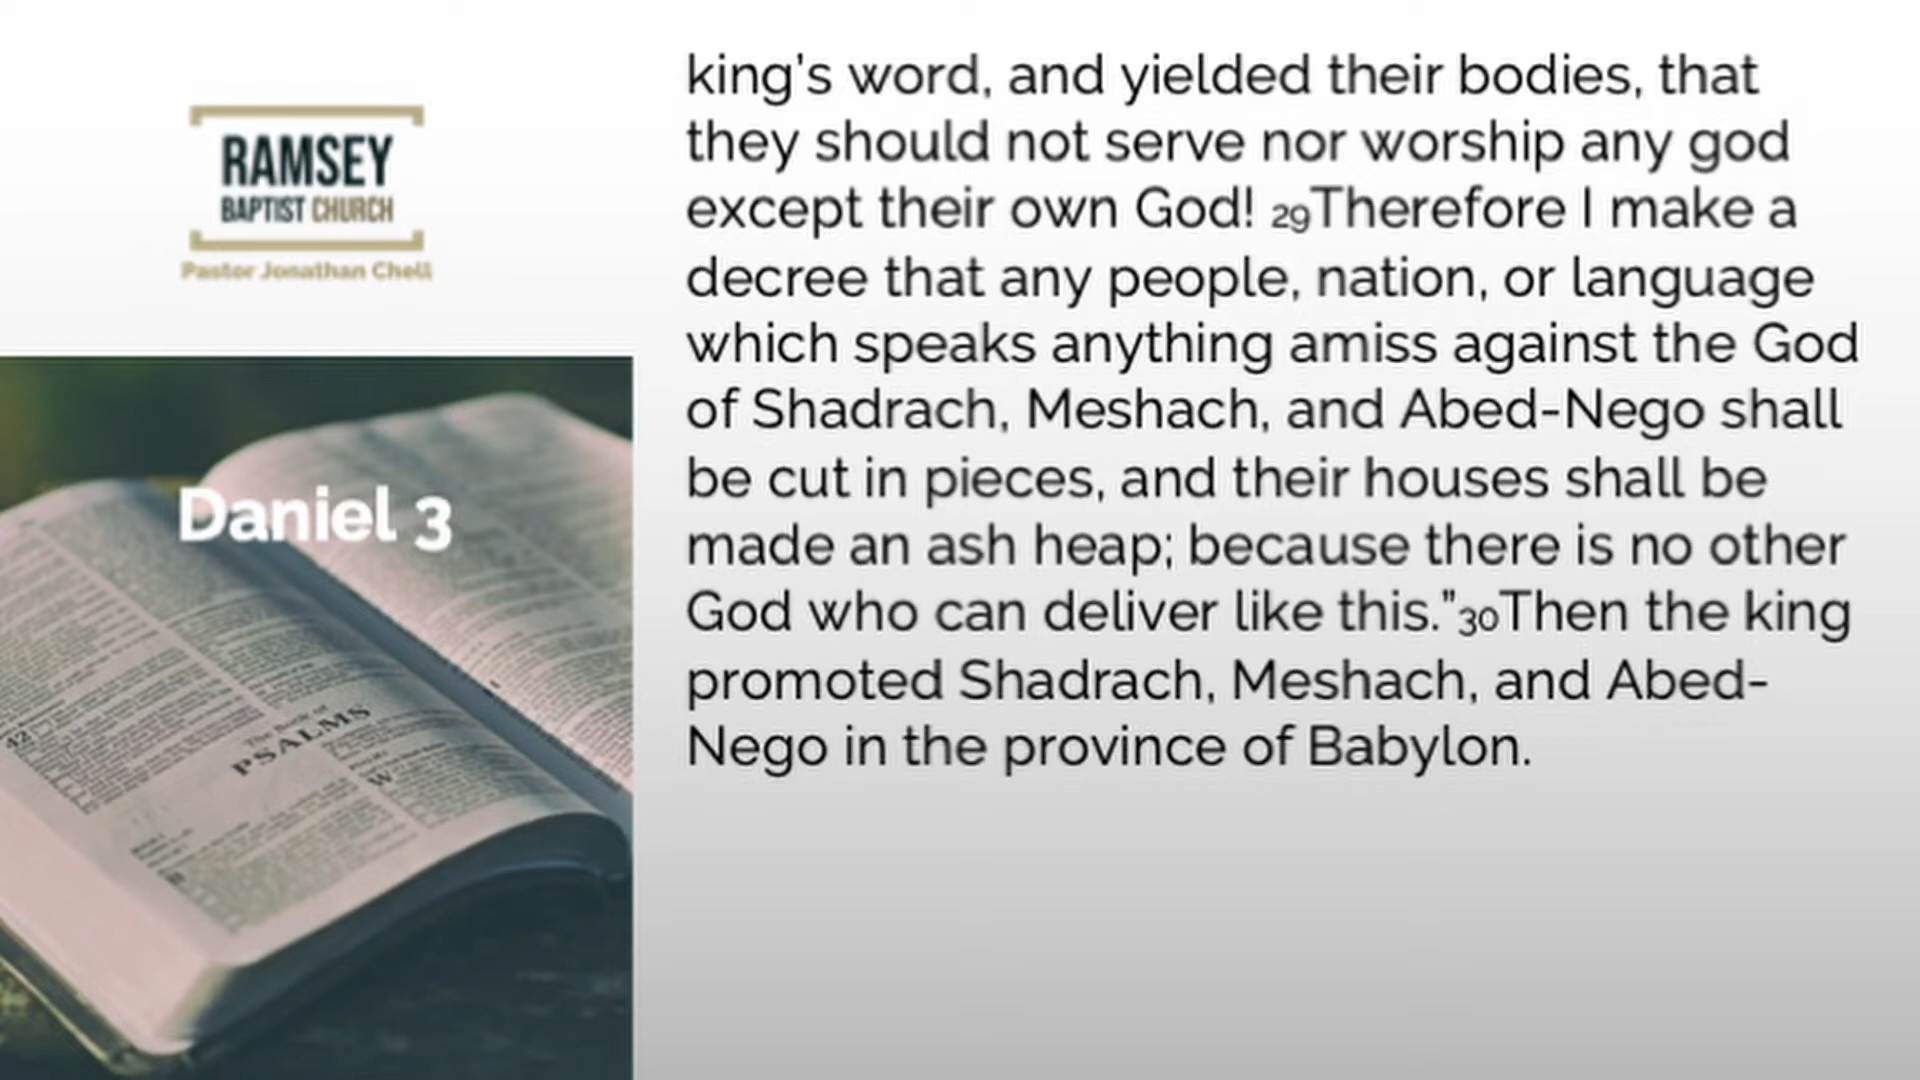 RAMSEY
BAPTIST CHURCH
Pastor Jonathan Chell
Daniel 3
The Book of
PSALMS
42
W
king's word, and yielded their bodies, that
they should not serve nor worship any god
except their own God! 29Therefore I make a
decree that any people, nation, or language
which speaks anything amiss against the God
of Shadrach, Meshach, and Abed-Nego shall
be cut in pieces, and their houses shall be
made an ash heap; because there is no other
God who can deliver like this."30Then the king
promoted Shadrach, Meshach, and Abed-
Nego in the province of Babylon.